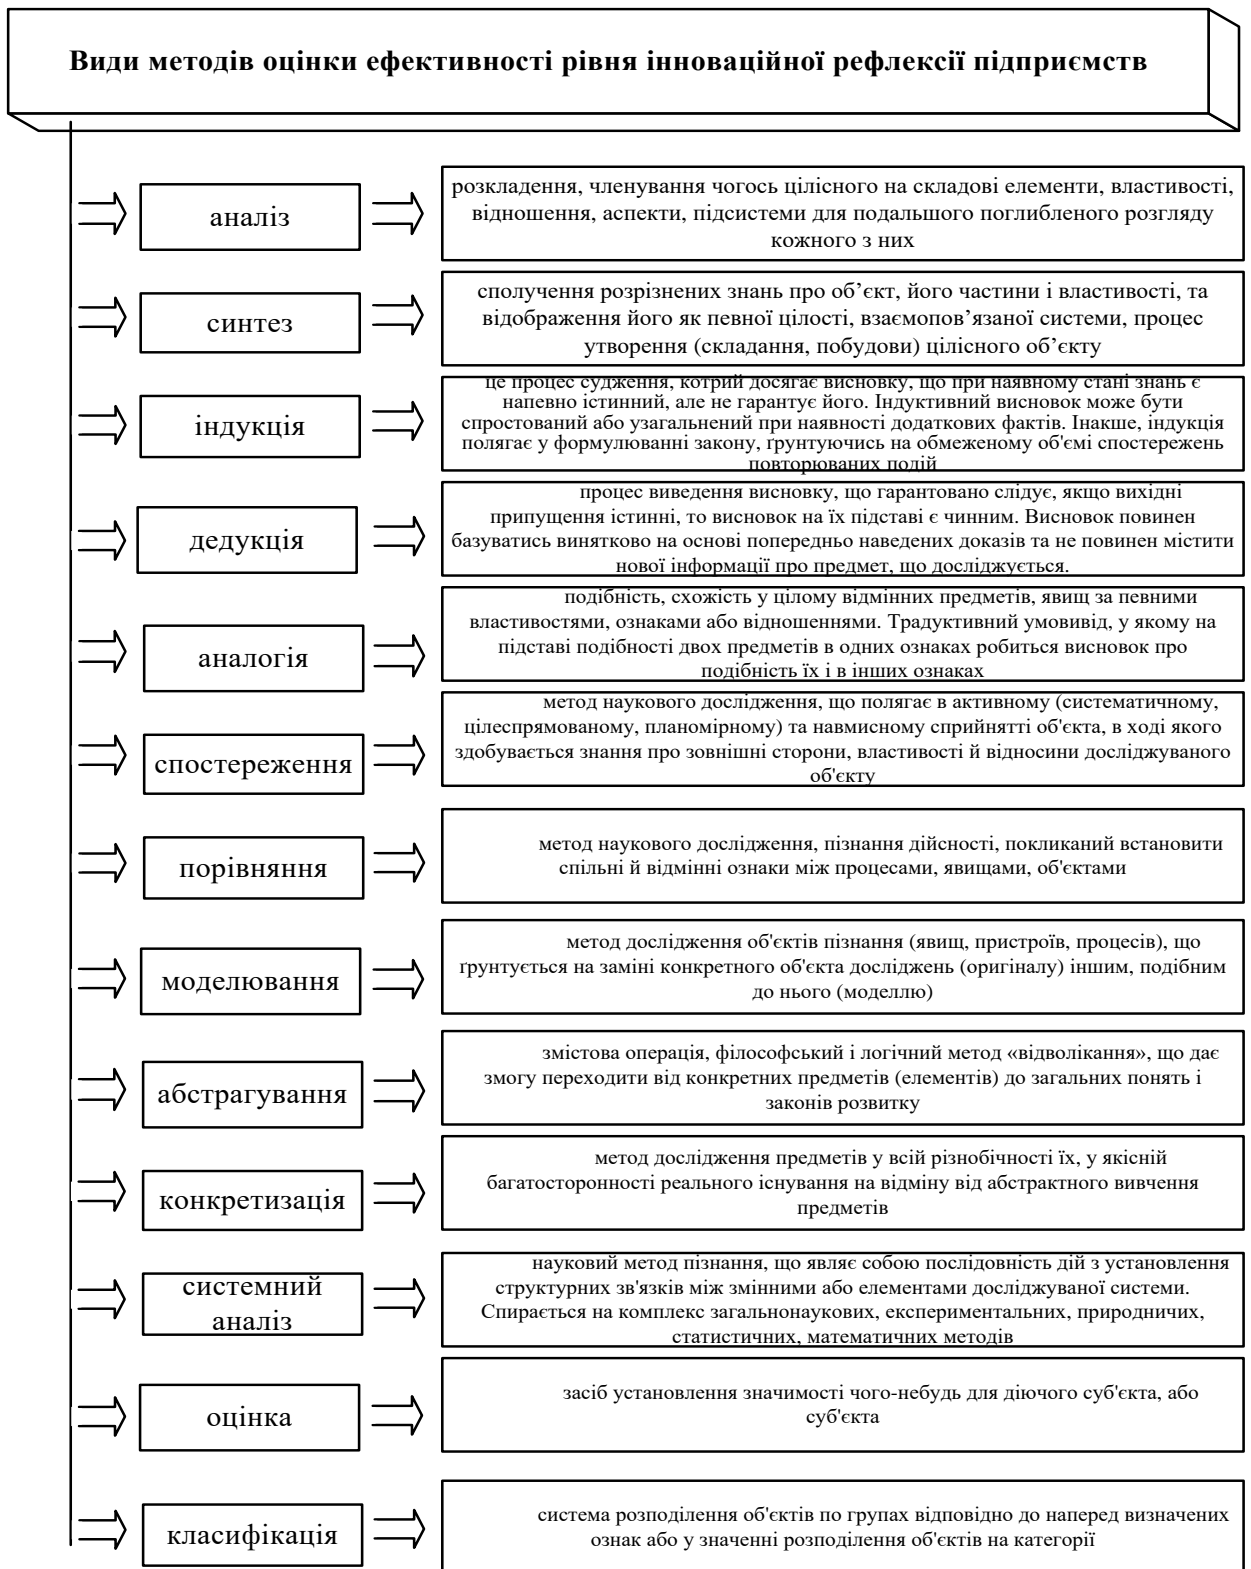 Види методів оцінки ефективності рівня інноваційної рефлексії підприємств
аналіз
розкладення, членування чогось цілісного на складові елементи, властивості,
відношення, аспекти, підсистеми для подальшого поглибленого розгляду
кожного з них
синтез
сполучення розрізнених знань про об’єкт, його частини і властивості, та
відображення його як певної цілості, взаємопов’язаної системи, процес
утворення (складання, побудови) цілісного об’єкту
індукція
це процес судження, котрий досягає висновку, що при наявному стані знань є
напевно істинний, але не гарантує його. Індуктивний висновок може бути
спростований або узагальнений при наявності додаткових фактів. Інакше, індукція
полягає у формулюванні закону, ґрунтуючись на обмеженому об'ємі спостережень
повторюваних подій
дедукція
процес виведення висновку, що гарантовано слідує, якщо вихідні
припущення істинні, то висновок на їх підставі є чинним. Висновок повинен
базуватись винятково на основі попередньо наведених доказів та не повинен містити
нової інформації про предмет, що досліджується.
аналогія
подібність, схожість у цілому відмінних предметів, явищ за певними
властивостями, ознаками або відношеннями. Традуктивний умовивід, у якому на
підставі подібності двох предметів в одних ознаках робиться висновок про
подібність їх і в інших ознаках
спостереження
метод наукового дослідження, що полягає в активному (систематичному,
цілеспрямованому, планомірному) та навмисному сприйнятті об'єкта, в ході якого
здобувається знання про зовнішні сторони, властивості й відносини досліджуваного
об'єкту
порівняння
метод наукового дослідження, пізнання дійсності, покликаний встановити
спільні й відмінні ознаки між процесами, явищами, об'єктами
моделювання
метод дослідження об'єктів пізнання (явищ, пристроїв, процесів), що
ґрунтується на заміні конкретного об'єкта досліджень (оригіналу) іншим, подібним
до нього (моделлю)
абстрагування
змістова операція, філософський і логічний метод «відволікання», що дає
змогу переходити від конкретних предметів (елементів) до загальних понять і
законів розвитку
конкретизація
метод дослідження предметів у всій різнобічності їх, у якісній
багатосторонності реального існування на відміну від абстрактного вивчення
предметів
системний
аналіз
науковий метод пізнання, що являє собою послідовність дій з установлення
структурних зв'язків між змінними або елементами досліджуваної системи.
Спирається на комплекс загальнонаукових, експериментальних, природничих,
статистичних, математичних методів
оцінка
засіб установлення значимості чого-небудь для діючого суб'єкта, або
суб'єкта
класифікація
система розподілення об'єктів по групах відповідно до наперед визначених
ознак або у значенні розподілення об'єктів на категорії